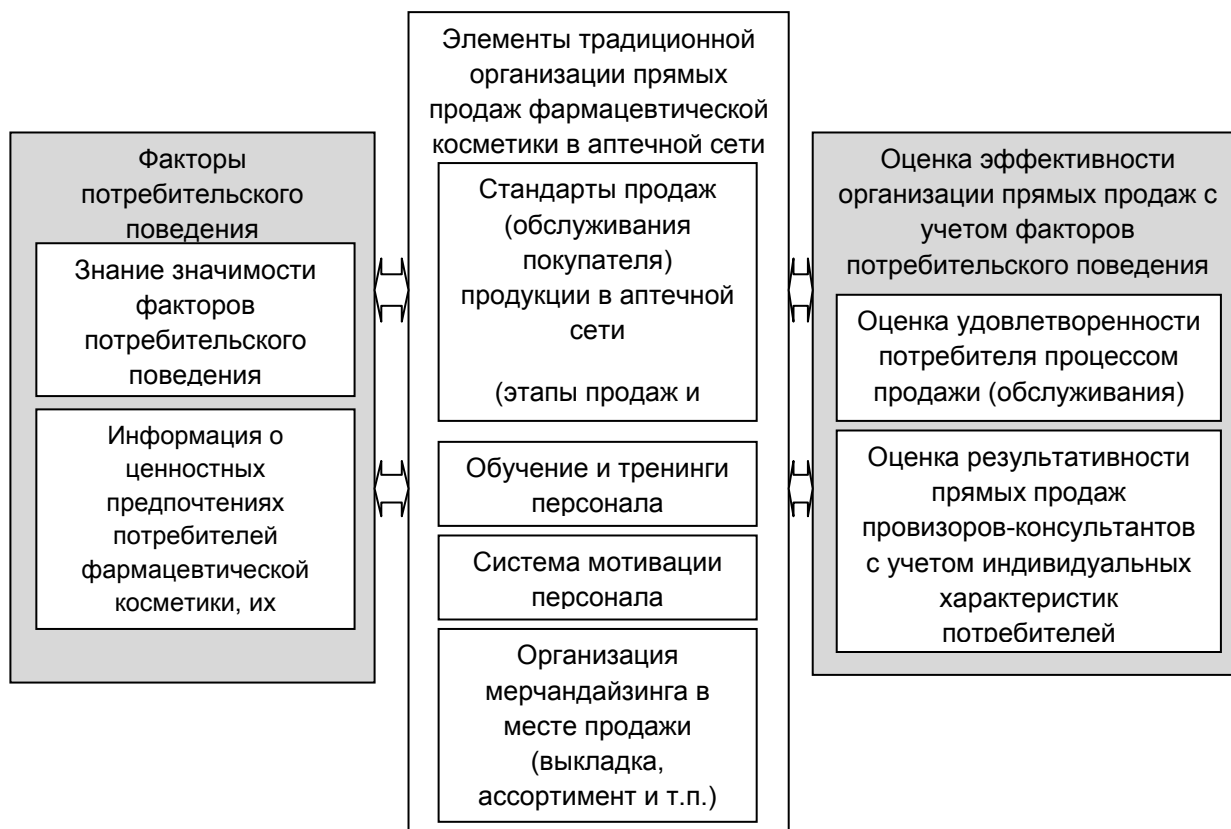 Факторы
потребительского
поведения
Знание значимости
факторов
потребительского
поведения
Информация о
ценностных
предпочтениях
потребителей
фармацевтической
косметики, их
Элементы традиционной
организации прямых
продаж фармацевтической
косметики в аптечной сети
Стандарты продаж
(обслуживания
покупателя)
продукции в аптечной
сети
(этапы продаж и
Обучение и тренинги
персонала
Система мотивации
персонала
Организация
мерчандайзинга в
месте продажи
(выкладка,
ассортимент и т.п.)
Оценка эффективности
организации прямых продаж с
учетом факторов
потребительского поведения
Оценка удовлетворенности
потребителя процессом
продажи (обслуживания)
Оценка результативности
прямых продаж
провизоров-консультантов
с учетом индивидуальных
характеристик
потребителей